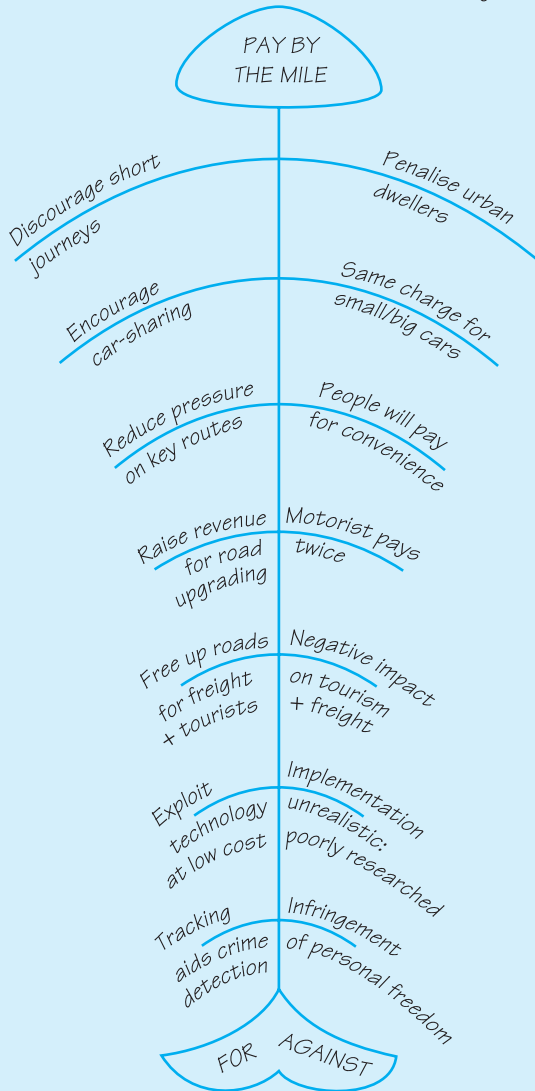 PAY BY
THE MILE
Discourage short
journeys
Penalise urban
dwellers
Encourage
car-sharing
Same charge for
small/big cars
Reduce pressure
on key routes
People will pay
for convenience
Raise revenue
for road
upgrading
Motorist pays
twice
Free up roads
for freight
+ tourists
Negative impact
on tourism
+ freight
Exploit
technology
at low cost
Implementation
unrealistic:
poorly researched
Tracking
aids crime
detection
Infringement
of personal freedom
FOR
AGAINST